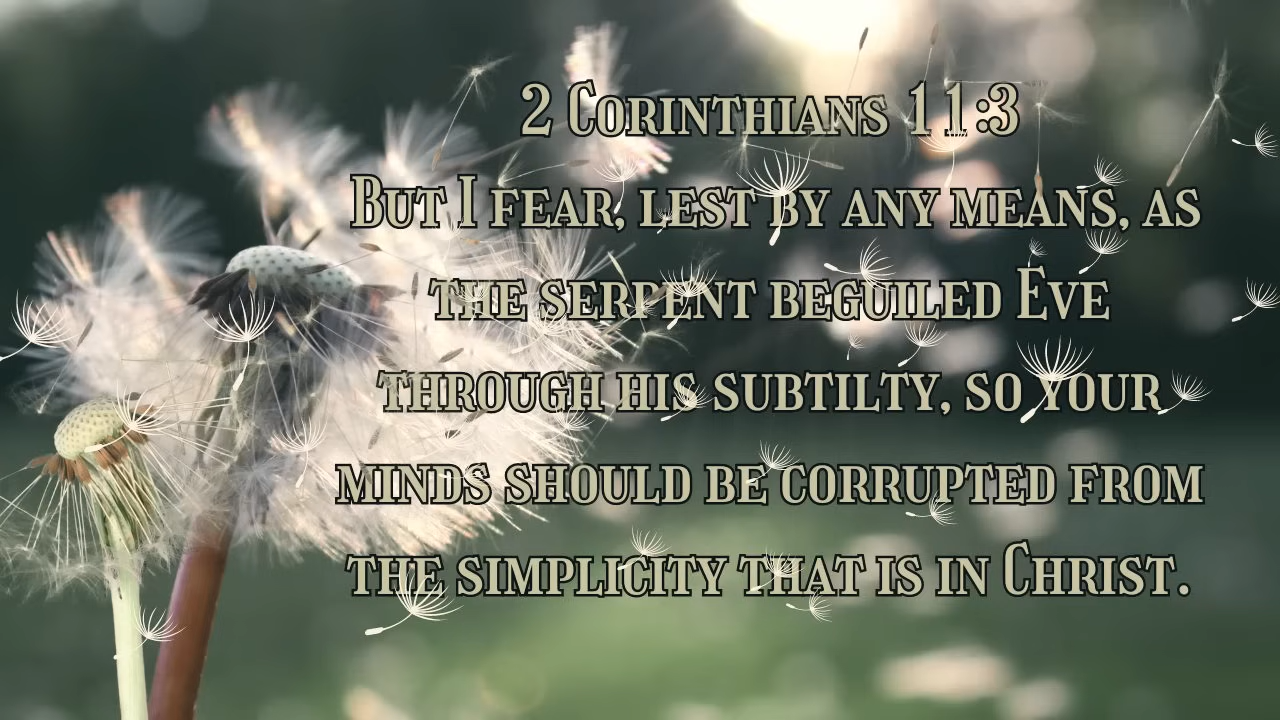 2 Corinthians 11:3
But I fear, lest by any means, as
the serpent beguiled Eve
through his subtilty, so your
minds should be corrupted from
the simplicity that is in Christ.